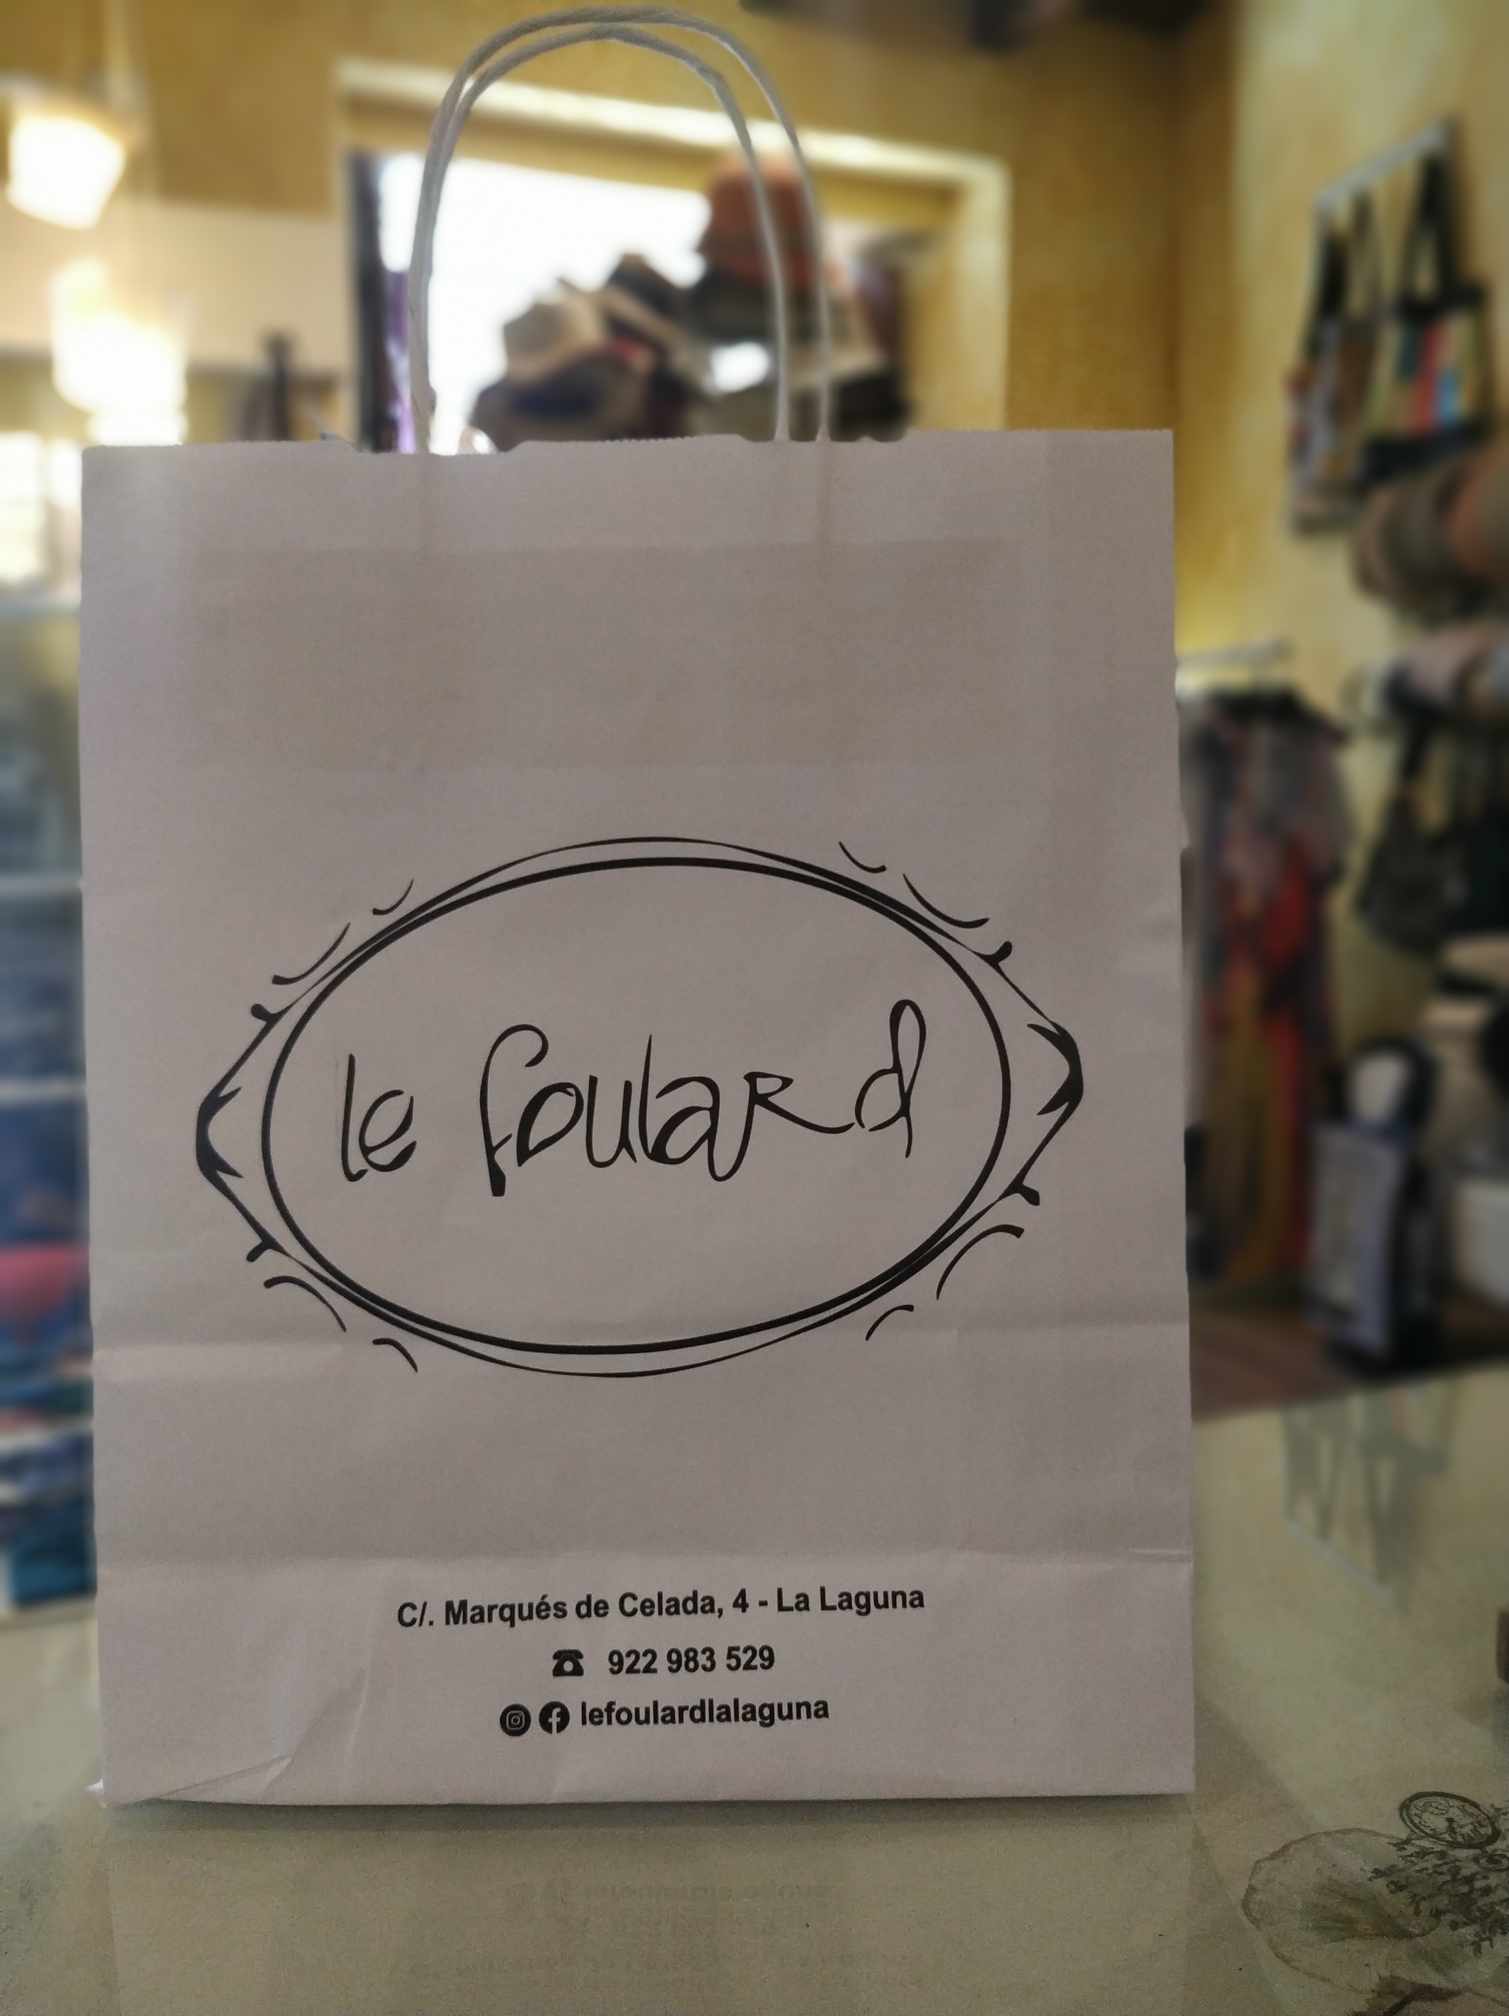 le foulard
C/. Marqués de Celada, 4 - La Laguna
922 983 529
lefoulardlalaguna